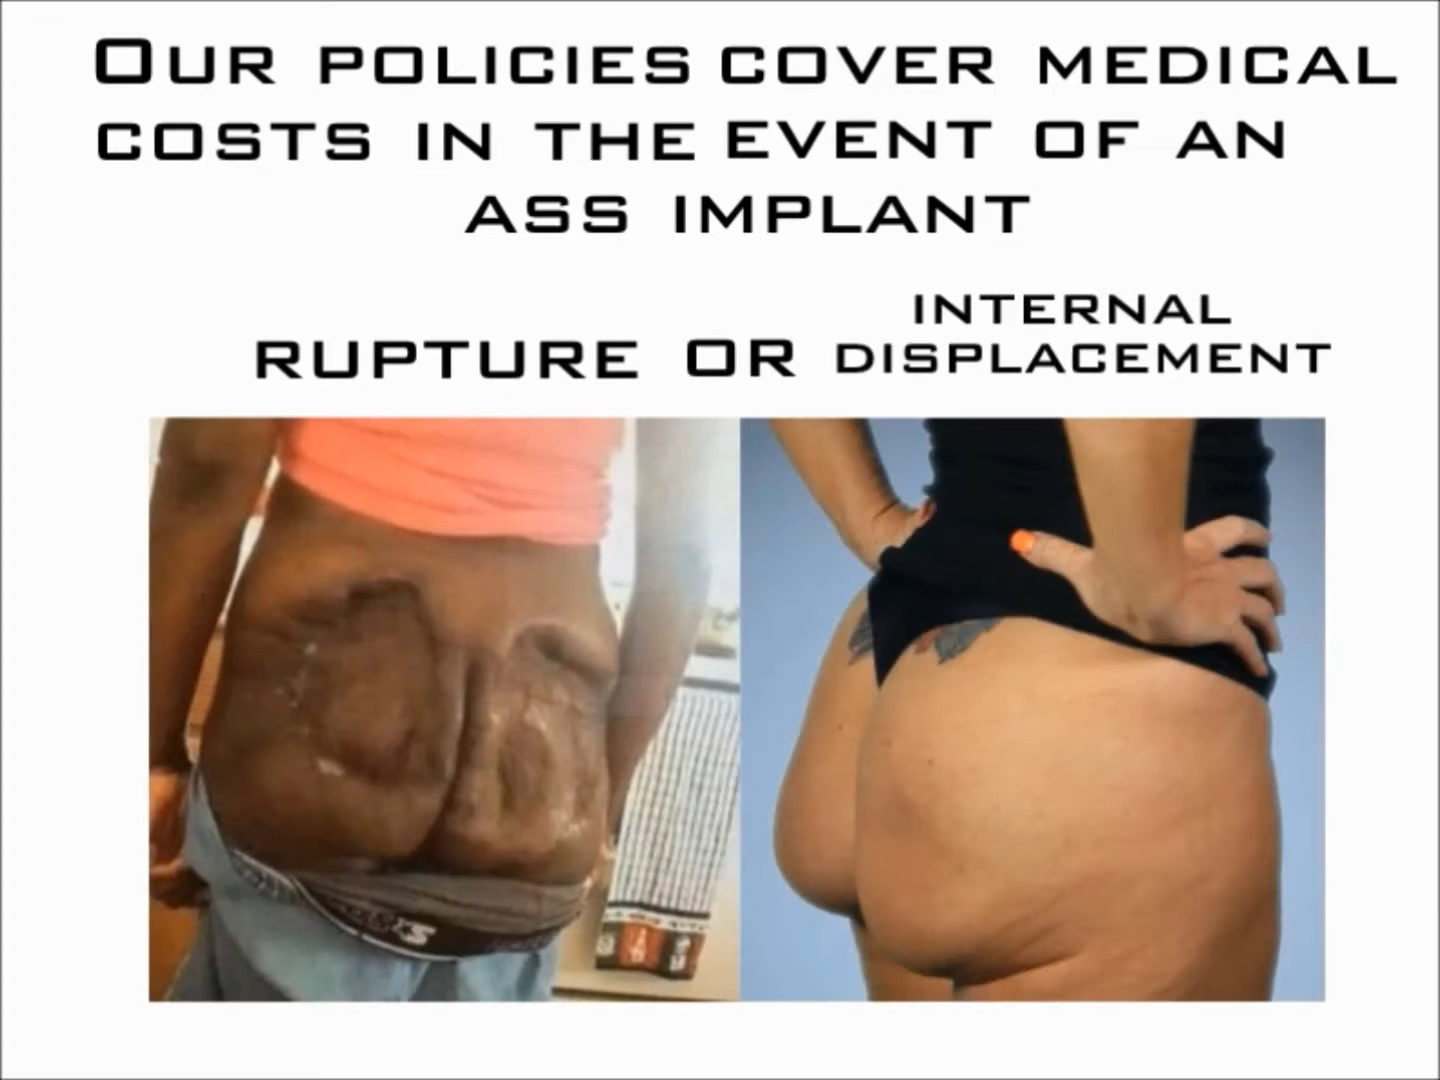 OUR POLICIES COVER MEDICAL
COSTS IN THE EVENT OF AN
ASS IMPLANT
RUPTURE OR INTERNAL DISPLACEMENT